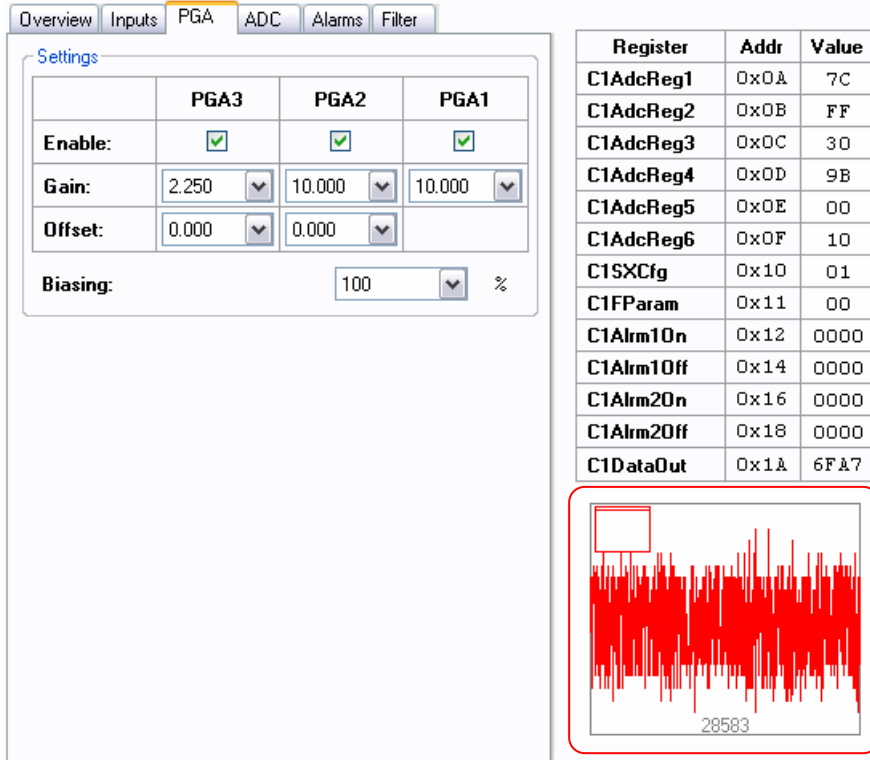 Overview Inputs PGA ADC Alarms Filter
Settings
PGA3 PGA2 PGA1
Enable:
Gain: 2.250 10.000 10.000
Offset: 0.000 0.000
Biasing: 100 %
Register Addr Value
C1AdcReg1 0x0A 7C
C1AdcReg2 0x0B FF
C1AdcReg3 0x0C 30
C1AdcReg4 0x0D 9B
C1AdcReg5 0x0E 00
C1AdcReg6 0x0F 10
C1SXCfg 0x10 01
C1FParam 0x11 00
C1Alrm1On 0x12 0000
C1Alrm1Off 0x14 0000
C1Alrm2On 0x16 0000
C1Alrm2Off 0x18 0000
C1DataOut 0x1A 6FA7
28583